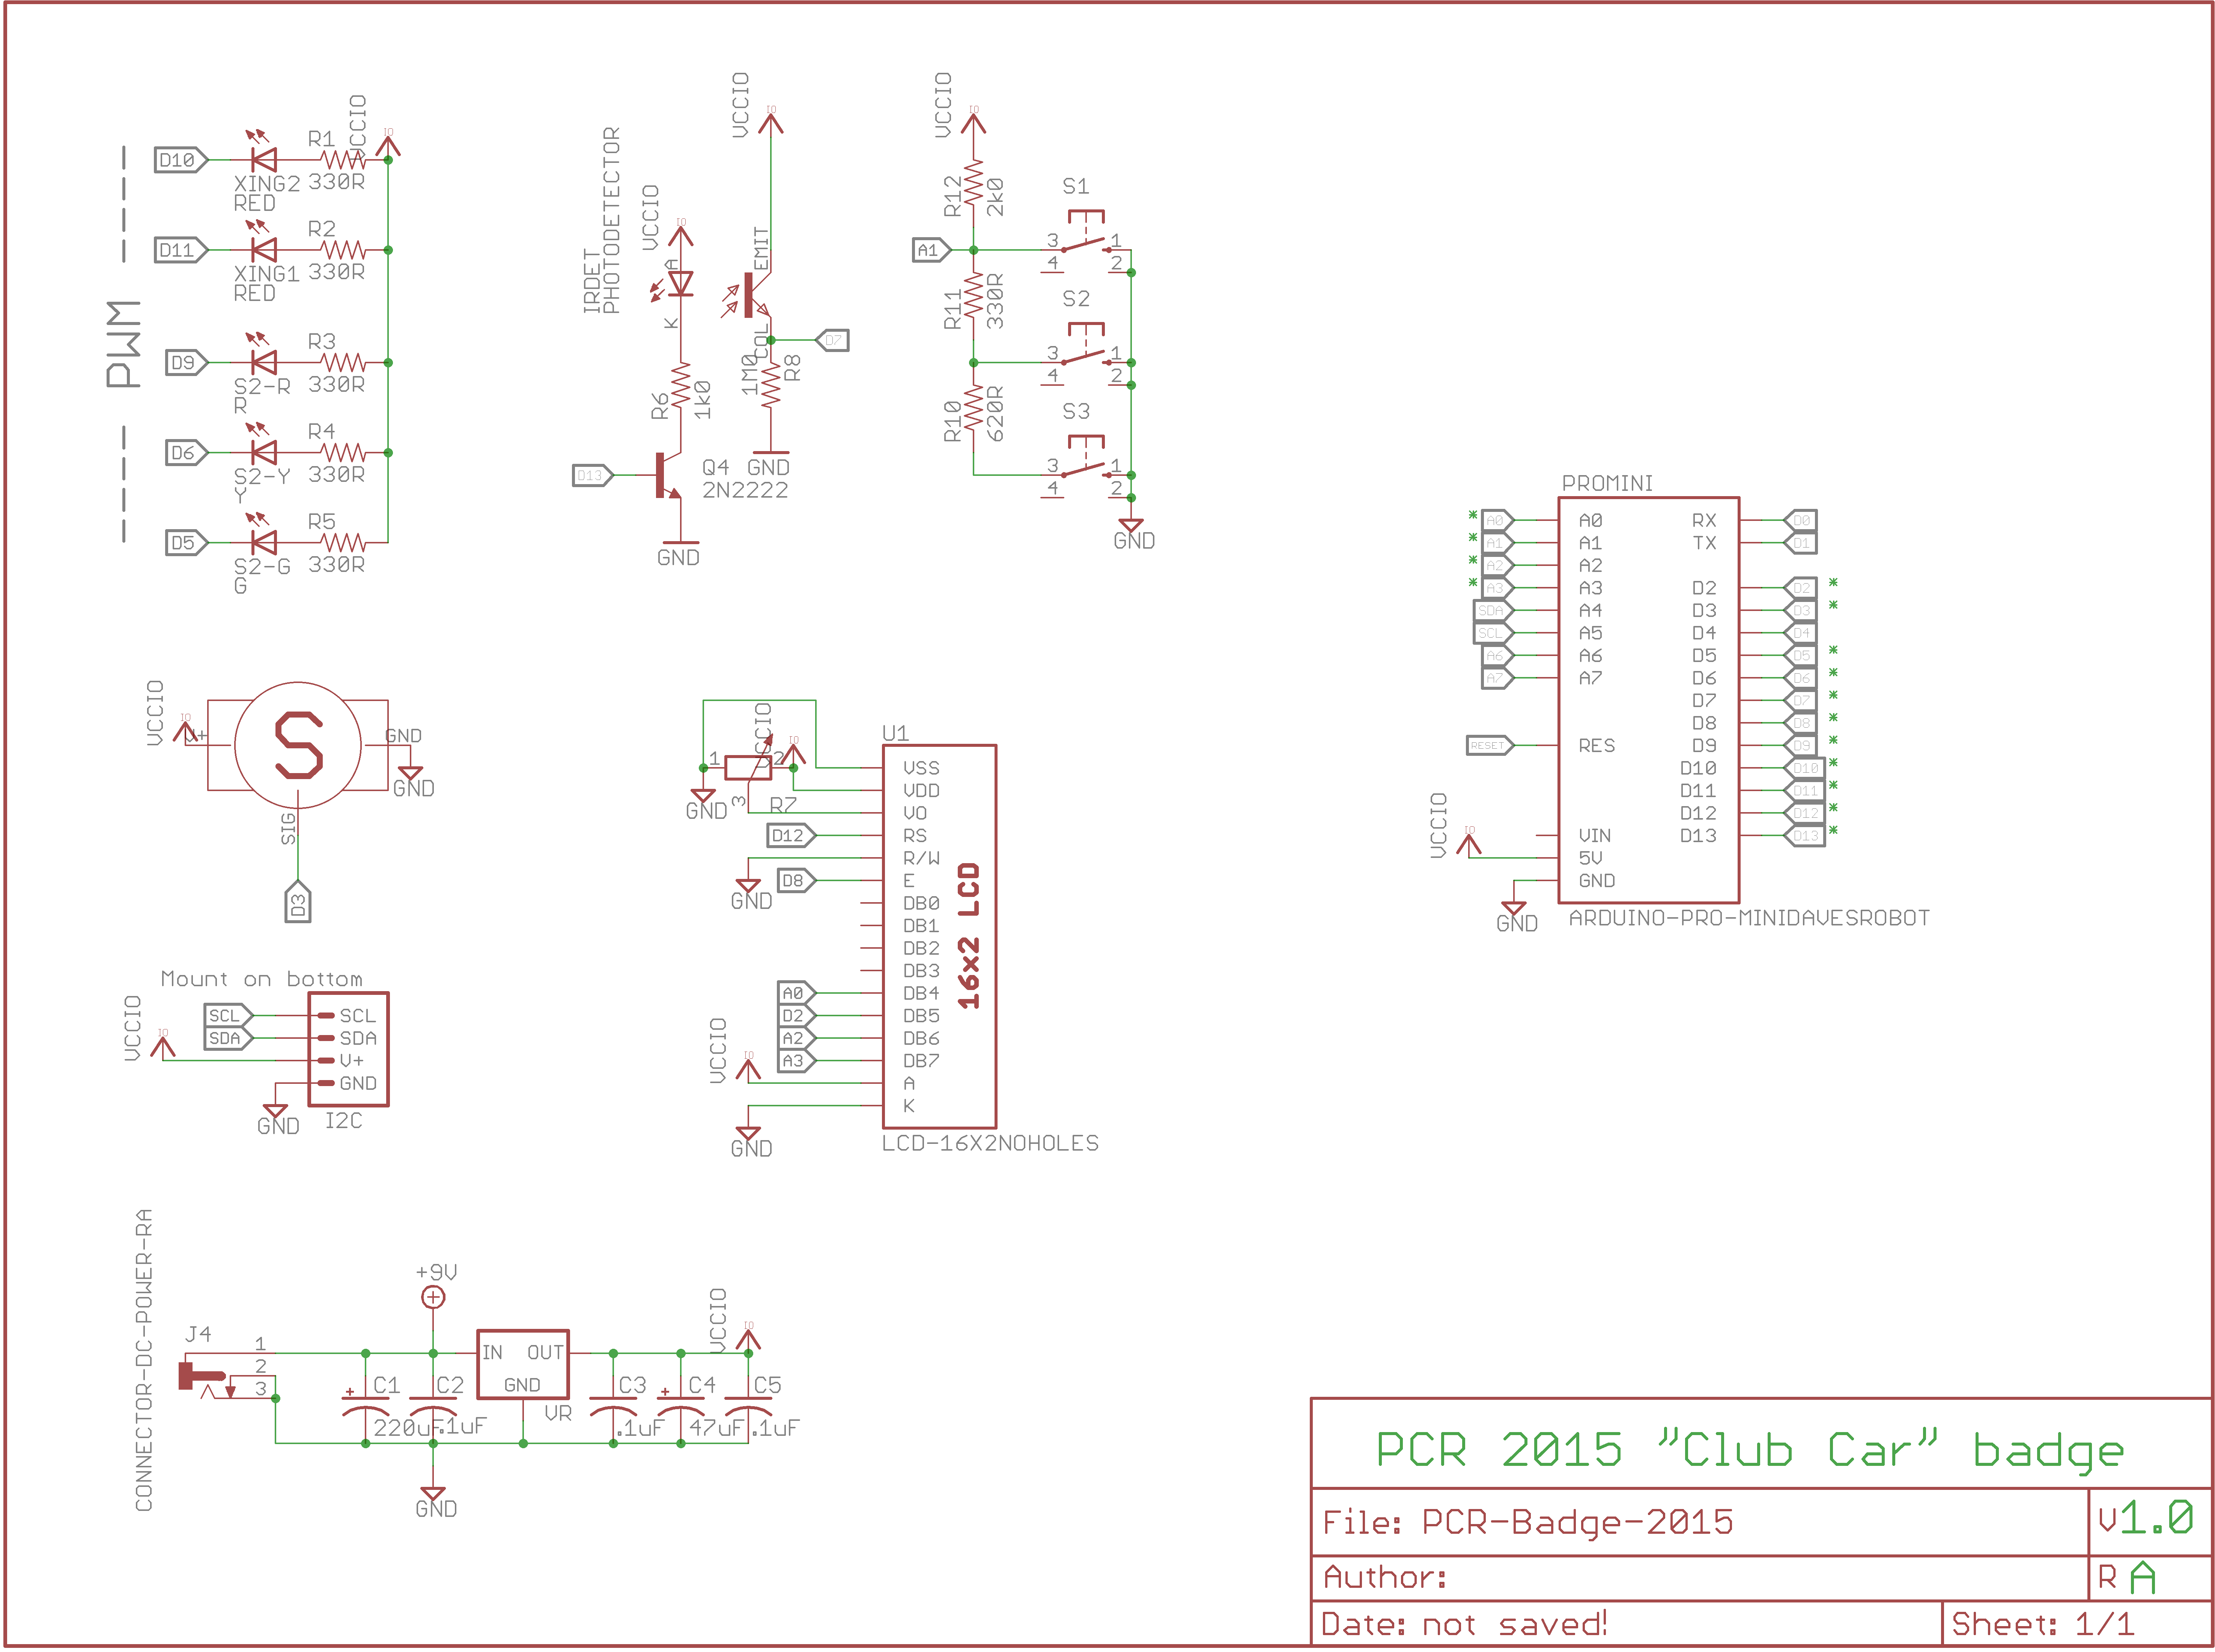 PWM
D10
XING2
RED
R1
330R
VCCIO
IO
D11
XING1
RED
R2
330R
D9
S2-R
R
R3
330R
D6
S2-Y
Y
R4
330R
D5
S2-G
G
R5
330R
IRDET
PHOTODETECTOR
VCCIO
IO
A
K
R6
1k0
D13
Q4
2N2222
GND
VCCIO
IO
EMIT
COL
D7
1M0
R8
GND
VCCIO
IO
R12
2k0
A1
R11
330R
R10
620R
S1
3
4
1
2
S2
3
4
1
2
S3
3
4
1
2
GND
PROMINI
* A0
* A1
* A2
* A3
SDA
SCL
A6
A7
RESET
VCCIO
IO
GND
A0
A1
A2
A3
A4
A5
A6
A7
RES
VIN
5V
GND
RX
TX
D2
D3
D4
D5
D6
D7
D8
D9
D10
D11
D12
D13
D0
D1
D2 *
D3 *
D4
D5 *
D6 *
D7 *
D8 *
D9 *
D10 *
D11 *
D12 *
D13 *
ARDUINO-PRO-MINIDAVESROBOT
VCCIO
IO
V+
S
GND
GND
SIG
D3
VCCIO
IO
1
2
3
R7
GND
D12
GND
D8
A0
D2
A2
A3
VCCIO
IO
GND
U1
VSS
VDD
VO
RS
R/W
E
DB0
DB1
DB2
DB3
DB4
DB5
DB6
DB7
A
K
16x2 LCD
LCD-16X2NOHOLES
Mount on bottom
VCCIO
IO
SCL
SDA
GND
SCL
SDA
V+
GND
I2C
CONNECTOR-DC-POWER-RA
J4
1
2
3
+9V
+
C1
220uF
C2
.1uF
IN
OUT
GND
VR
C3
.1uF
+
C4
47uF
C5
.1uF
VCCIO
IO
GND
PCR 2015 "Club Car" badge
File: PCR-Badge-2015
V1.0
Author:
R A
Date: not saved!
Sheet: 1/1